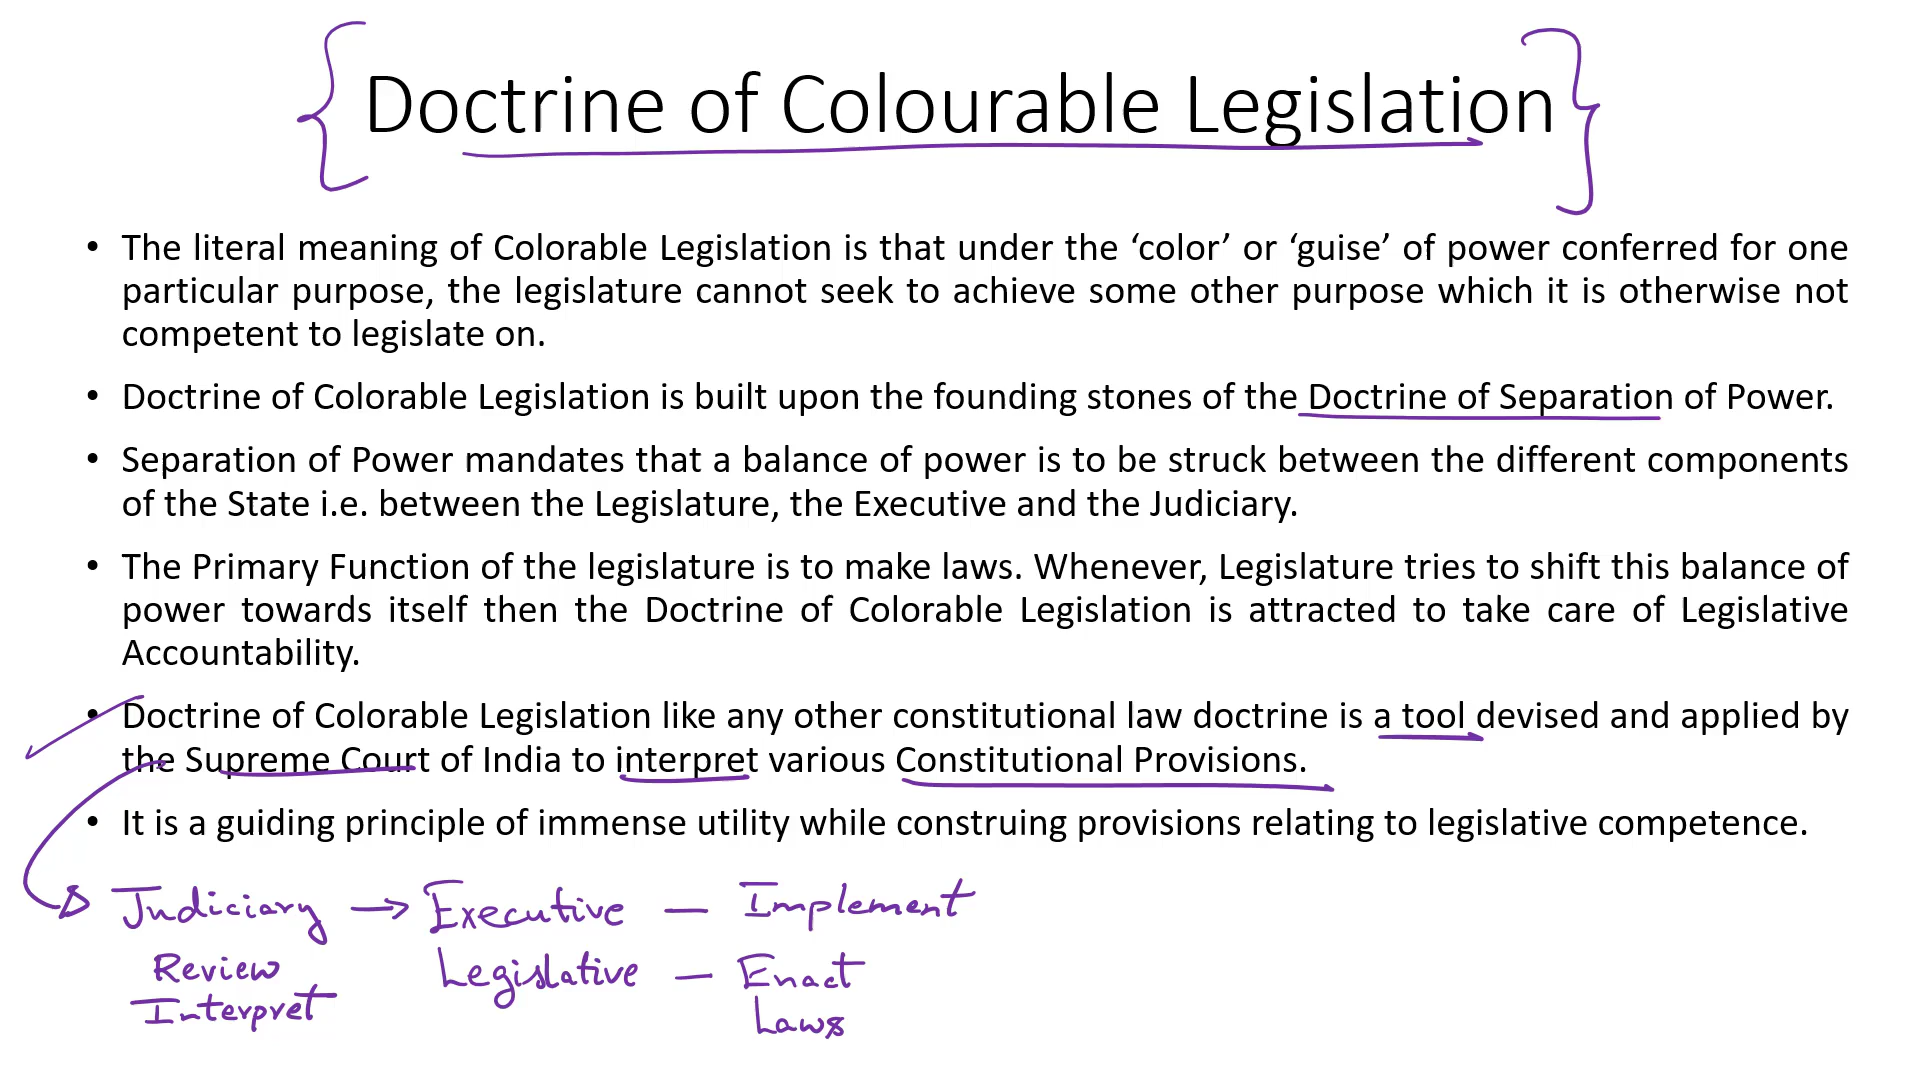 Doctrine of Colourable Legislation
• The literal meaning of Colorable Legislation is that under the ‘color’ or ‘guise’ of power conferred for one
particular purpose, the legislature cannot seek to achieve some other purpose which it is otherwise not
competent to legislate on.
• Doctrine of Colorable Legislation is built upon the founding stones of the Doctrine of Separation of Power.
• Separation of Power mandates that a balance of power is to be struck between the different components
of the State i.e. between the Legislature, the Executive and the Judiciary.
• The Primary Function of the legislature is to make laws. Whenever, Legislature tries to shift this balance of
power towards itself then the Doctrine of Colorable Legislation is attracted to take care of Legislative
Accountability.
• Doctrine of Colorable Legislation like any other constitutional law doctrine is a tool devised and applied by
the Supreme Court of India to interpret various Constitutional Provisions.
• It is a guiding principle of immense utility while construing provisions relating to legislative competence.
Judiciary → Executive — Implement
Review Legislative — Enact
Interpret Laws